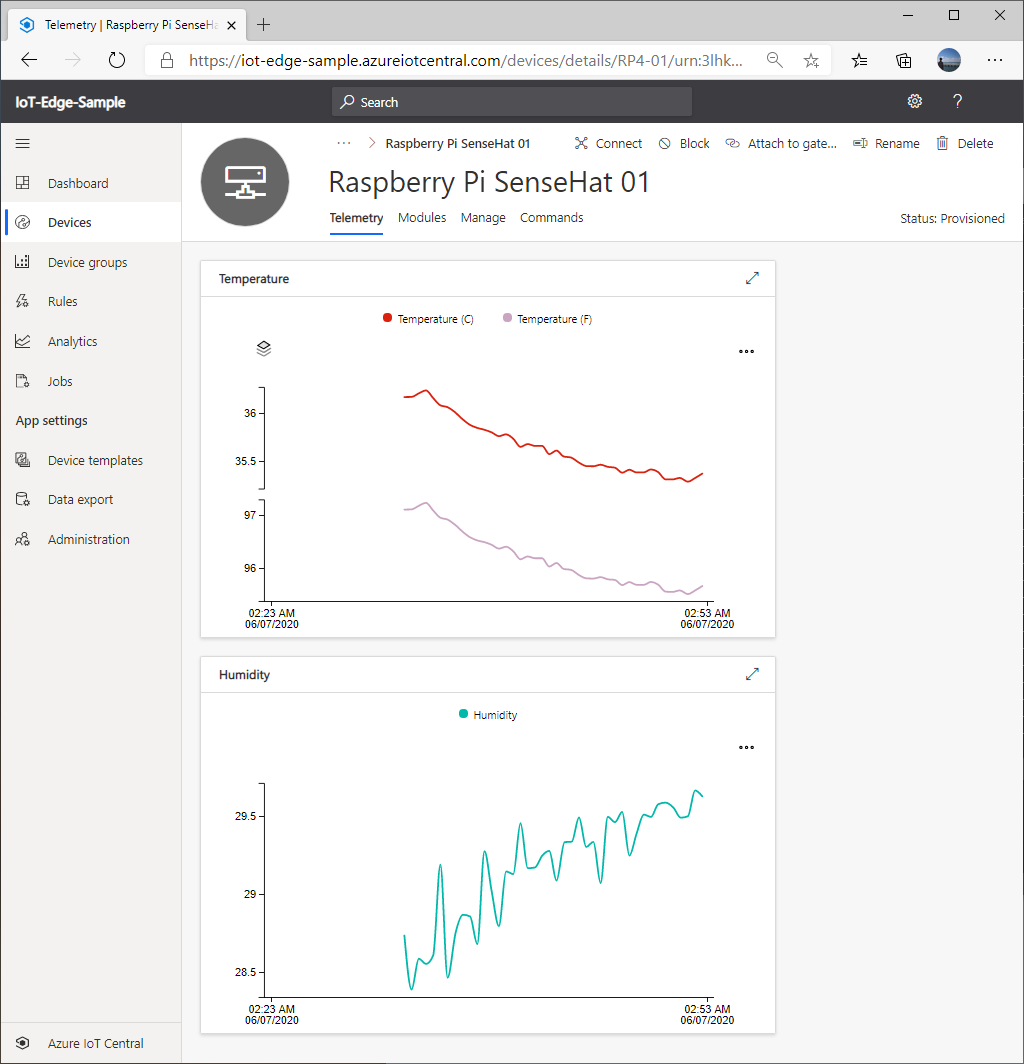 Telemetry | Raspberry Pi SenseHa
https://iot-edge-sample.azureiotcentral.com/devices/details/RP4-01/urn:3lhk...
IoT-Edge-Sample
Search
?
Dashboard
Devices
Device groups
Rules
Analytics
Jobs
App settings
Device templates
Data export
Administration
Azure IoT Central
... > Raspberry Pi SenseHat 01
Connect
Block
Attach to gate...
Rename
Delete
Raspberry Pi SenseHat 01
Telemetry Modules Manage Commands
Status: Provisioned
Temperature
Temperature (C) Temperature (F)
36
35.5
97
96
02:23 AM 02:53 AM
06/07/2020 06/07/2020
Humidity
Humidity
29.5
29
28.5
02:23 AM 02:53 AM
06/07/2020 06/07/2020